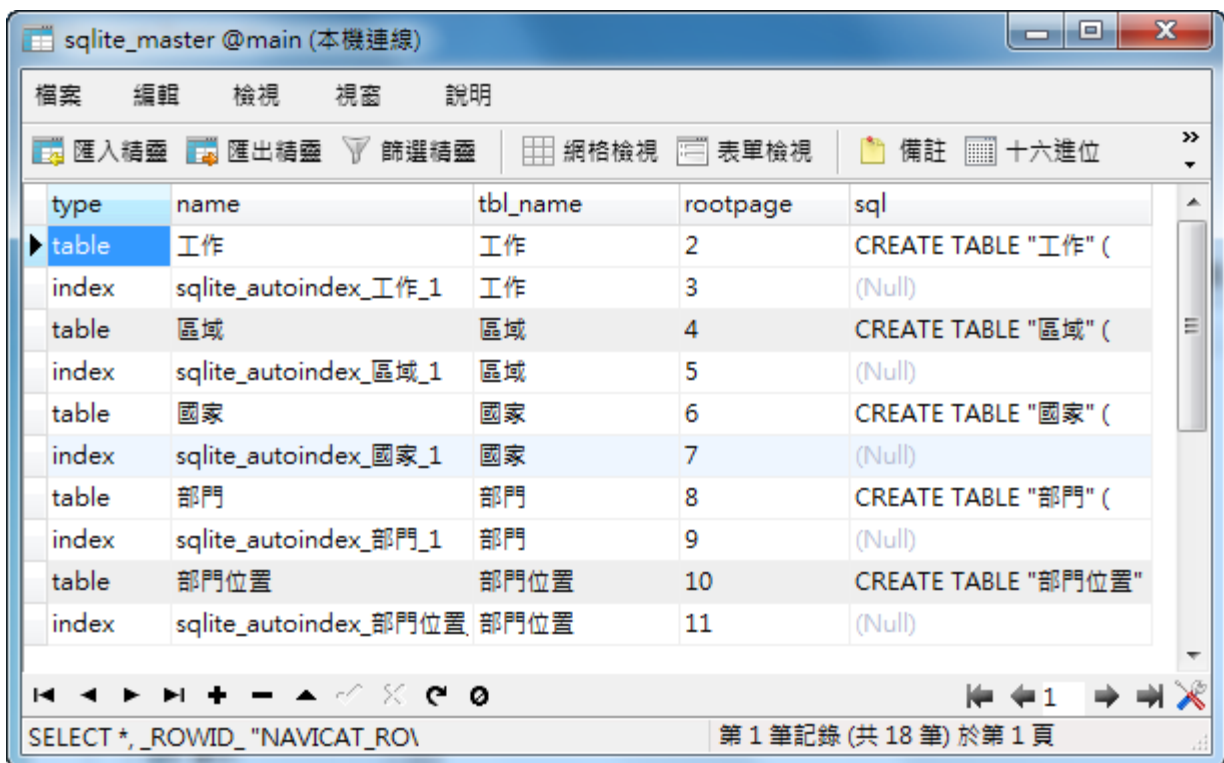 sqlite_master @main (本機連線)
檔案 編輯 檢視 視窗 說明
匯入精靈 匯出精靈 篩選精靈 網格檢視 表單檢視 備註 十六進位
type name tbl_name rootpage sql
table 工作 工作 2 CREATE TABLE "工作" (
index sqlite_autoindex_工作_1 工作 3 (Null)
table 區域 區域 4 CREATE TABLE "區域" (
index sqlite_autoindex_區域_1 區域 5 (Null)
table 國家 國家 6 CREATE TABLE "國家" (
index sqlite_autoindex_國家_1 國家 7 (Null)
table 部門 部門 8 CREATE TABLE "部門" (
index sqlite_autoindex_部門_1 部門 9 (Null)
table 部門位置 部門位置 10 CREATE TABLE "部門位置"
index sqlite_autoindex_部門位置 部門位置 11 (Null)
1
SELECT *, _ROWID_ "NAVICAT_RO\ 第 1 筆記錄 (共 18 筆) 於第 1 頁